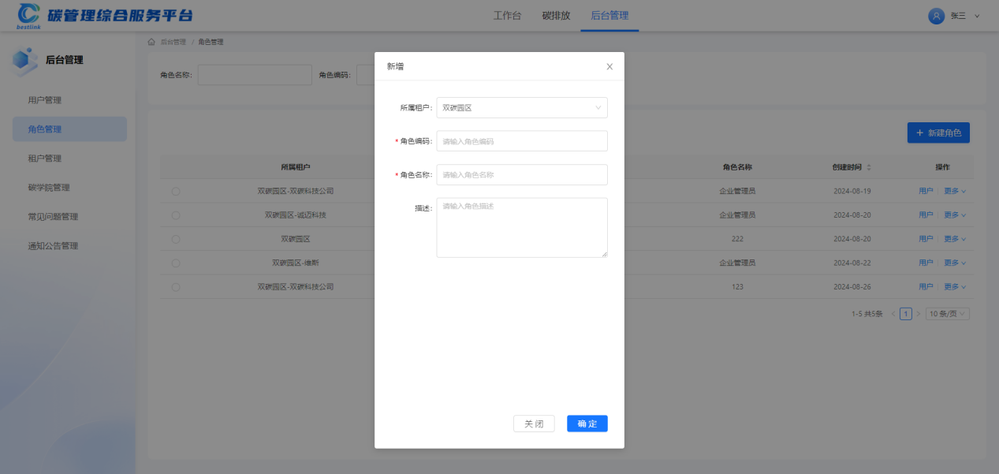 碳管理综合服务平台
bestlink
工作台 碳排放 后台管理
张三
后台管理 / 角色管理
后台管理
用户管理
角色管理
租户管理
碳学院管理
常见问题管理
通知公告管理
角色名称: 角色编码:
+ 新建角色
所属租户 角色名称 创建时间 操作
双碳园区-双碳科技公司 企业管理员 2024-08-19 用户 更多
双碳园区-诚迈科技 企业管理员 2024-08-20 用户 更多
双碳园区 222 2024-08-20 用户 更多
双碳园区-维斯 企业管理员 2024-08-22 用户 更多
双碳园区-双碳科技公司 123 2024-08-26 用户 更多
1-5 共5条 < 1 > 10 条/页
新增
所属租户: 双碳园区
* 角色编码: 请输入角色编码
* 角色名称: 请输入角色名称
描述: 请输入角色描述
关 闭 确 定